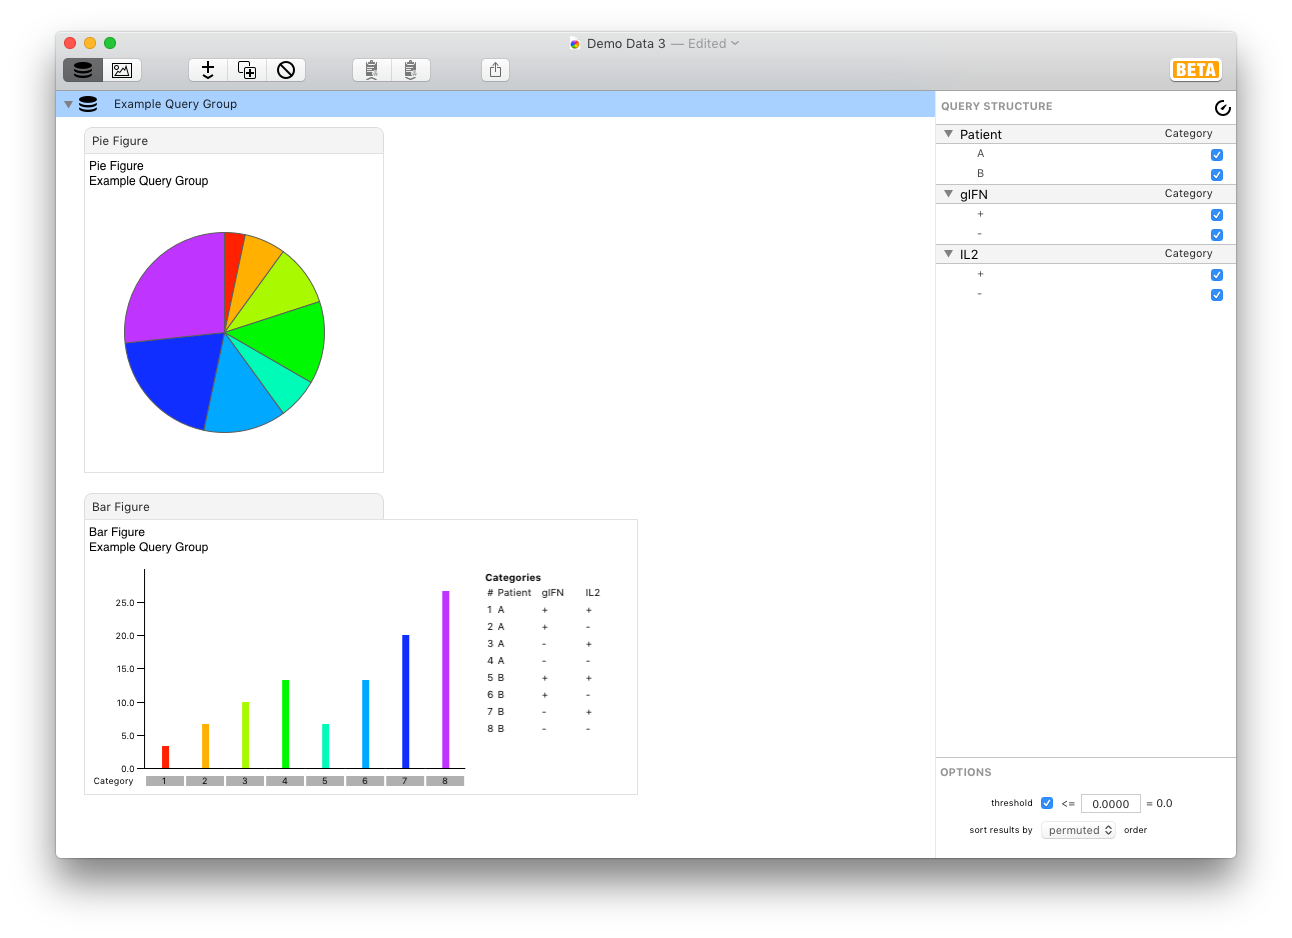 Demo Data 3 — Edited
BETA
Example Query Group
Pie Figure
Pie Figure
Example Query Group
Bar Figure
Bar Figure
Example Query Group
25.0
20.0
15.0
10.0
5.0
0.0
Category 1 2 3 4 5 6 7 8
Categories
# Patient gIFN IL2
1 A + +
2 A + -
3 A - +
4 A - -
5 B + +
6 B + -
7 B - +
8 B - -
QUERY STRUCTURE
Patient Category
A
B
gIFN Category
+
-
IL2 Category
+
-
OPTIONS
threshold <= 0.0000 = 0.0
sort results by permuted order